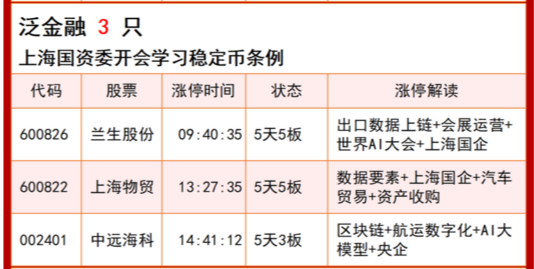 泛金融 3 只
上海国资委开会学习稳定币条例
代码 股票 涨停时间 状态 涨停解读
600826 兰生股份 09:40:35 5天5板 出口数据上链+会展运营+
世界AI大会+上海国企
600822 上海物贸 13:27:35 5天5板 数据要素+上海国企+汽车
贸易+资产收购
002401 中远海科 14:41:12 5天3板 区块链+航运数字化+AI大
模型+央企